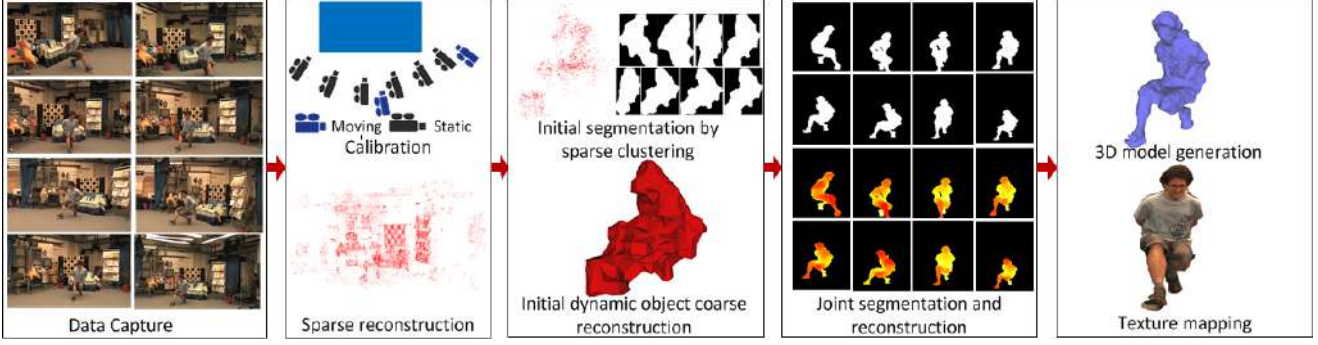 Data Capture
Moving
Static
Calibration
Sparse reconstruction
Initial segmentation by
sparse clustering
Initial dynamic object coarse
reconstruction
Joint segmentation and
reconstruction
3D model generation
Texture mapping